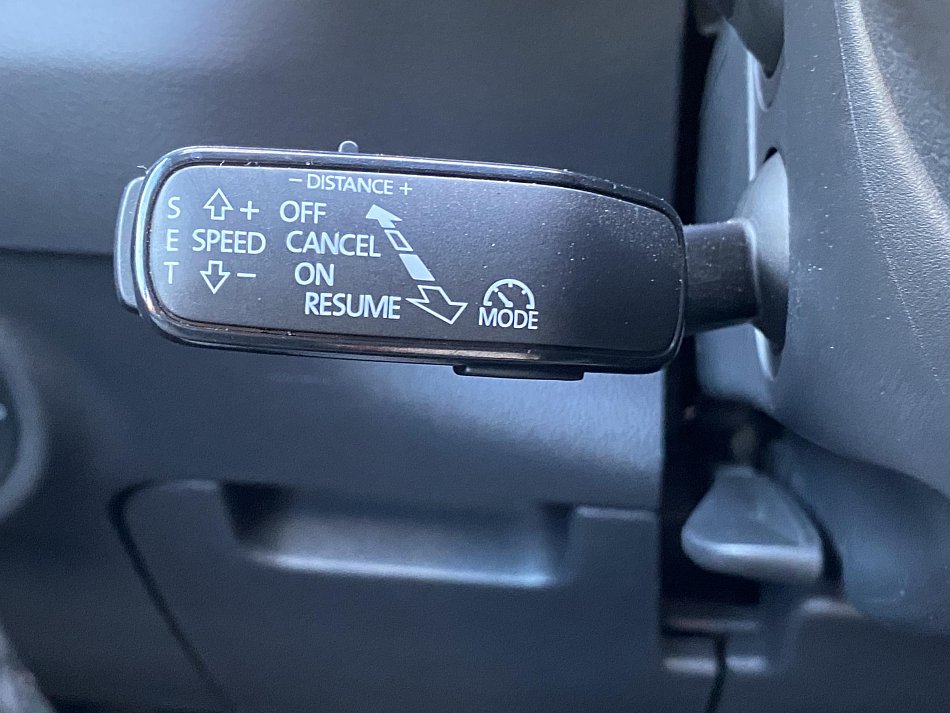 − DISTANCE +
S + OFF
E SPEED CANCEL
T − ON
RESUME
MODE